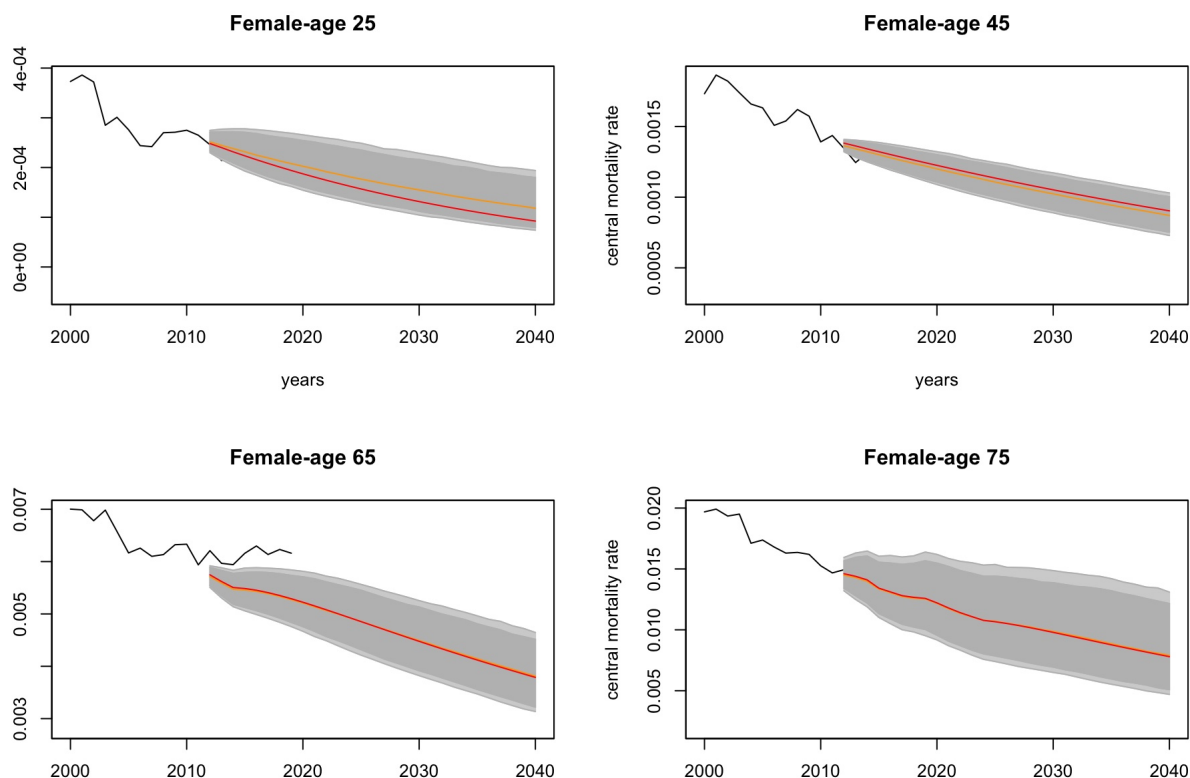 Female-age 25
4e-04
2e-04
0e+00
2000 2010 2020 2030 2040
years
Female-age 45
central mortality rate
0.0015
0.0010
0.0005
2000 2010 2020 2030 2040
years
Female-age 65
0.007
0.005
0.003
2000 2010 2020 2030 2040
Female-age 75
central mortality rate
0.020
0.015
0.010
0.005
2000 2010 2020 2030 2040